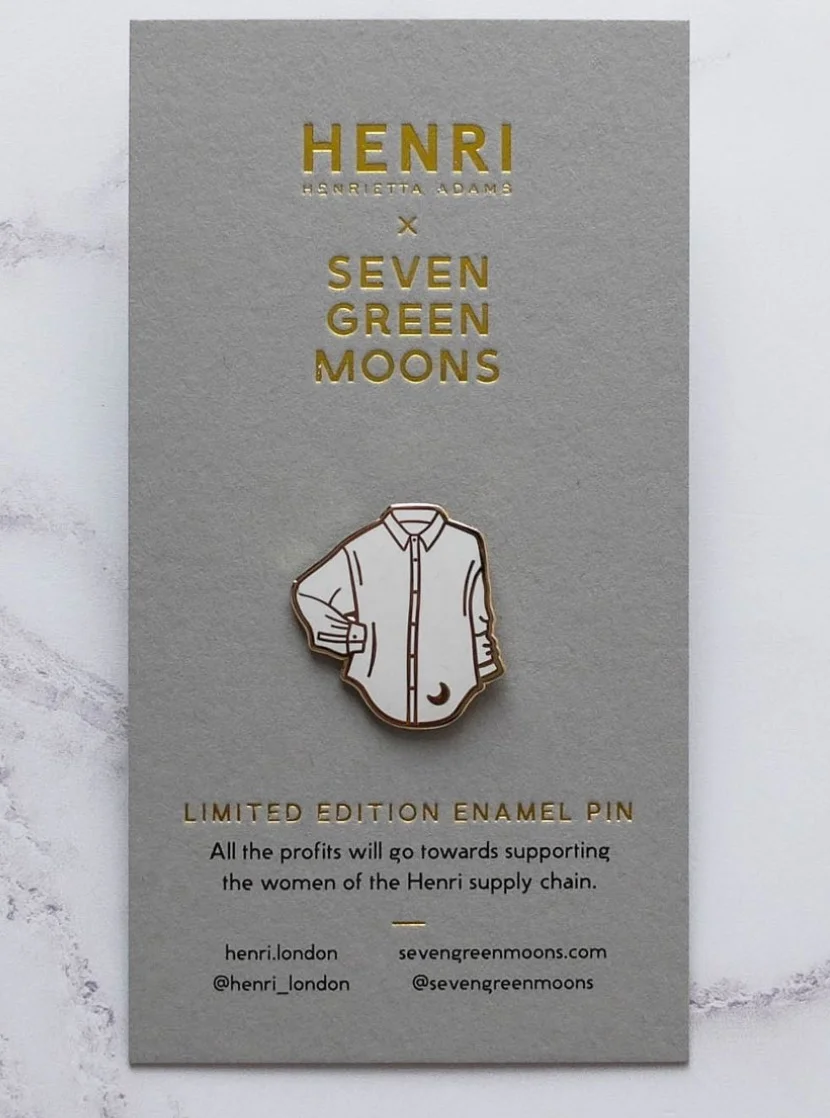 HENRI
HENRIETTA ADAMS
×
SEVEN
GREEN
MOONS
LIMITED EDITION ENAMEL PIN
All the profits will go towards supporting
the women of the Henri supply chain.
henri.london
sevengreenmoons.com
@henri_london
@sevengreenmoons